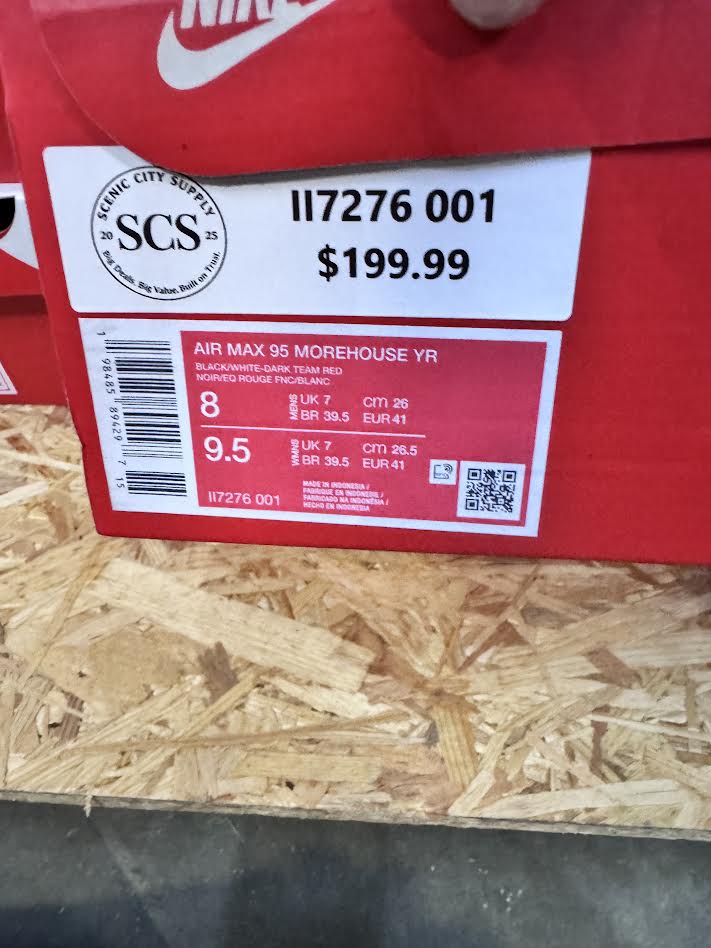 NIKE
SCENIC CITY SUPPLY
20 SCS 25
Big Deals. Big Value. Built on Trust.
II7276 001
$199.99
1 98485 89429 7 15
AIR MAX 95 MOREHOUSE YR
BLACK/WHITE-DARK TEAM RED
NOIR/EQ ROUGE FNC/BLANC
8 MENS UK 7 cm 26
BR 39.5 EUR 41
9.5 WMNS UK 7 cm 26.5
BR 39.5 EUR 41
II7276 001
MADE IN INDONESIA /
FABRIQUÉ EN INDONÉSIE /
FABRICADO NA INDONÉSIA /
HECHO EN INDONESIA